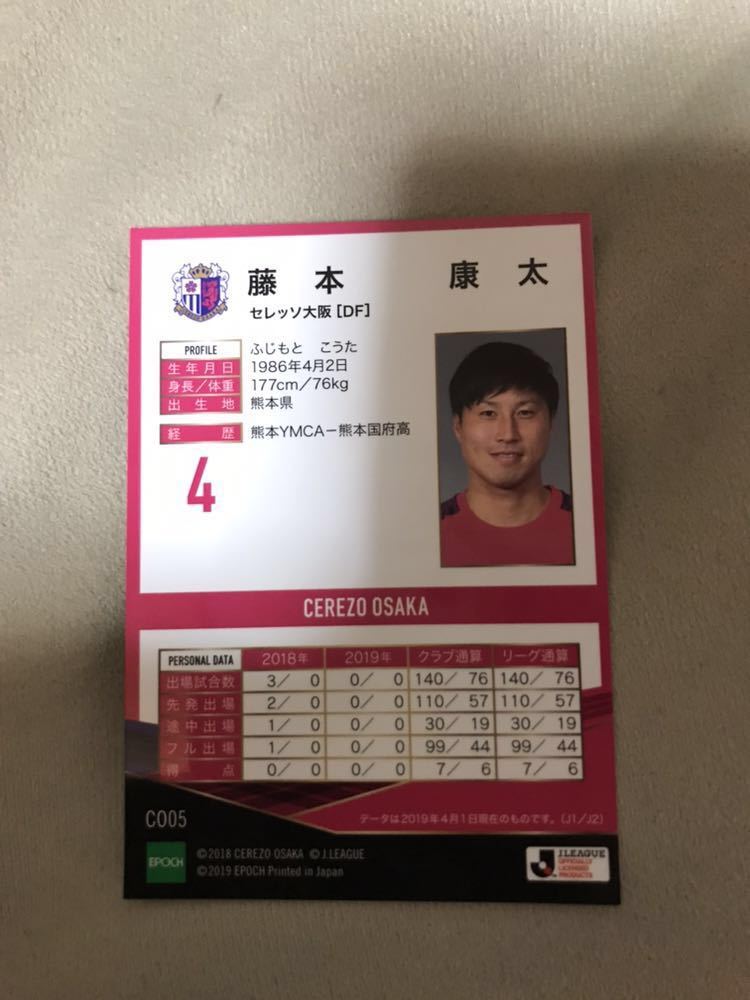 藤本 康太
セレッソ大阪 [DF]
PROFILE ふじもと こうた
生年月日 1986年4月2日
身長／体重 177cm／76kg
出生地 熊本県
経歴 熊本YMCA－熊本国府高
4
CEREZO OSAKA
PERSONAL DATA 2018年 2019年 クラブ通算 リーグ通算
出場試合数 3／ 0 0／ 0 140／ 76 140／ 76
先発出場 2／ 0 0／ 0 110／ 57 110／ 57
途中出場 1／ 0 0／ 0 30／ 19 30／ 19
フル出場 1／ 0 0／ 0 99／ 44 99／ 44
得点 0／ 0 0／ 0 7／ 6 7／ 6
データは2019年4月1日現在のものです。(J1／J2)
CO05
EPOCH ©2018 CEREZO OSAKA ©J.LEAGUE
©2019 EPOCH Printed in Japan
J.LEAGUE
OFFICIALLY
LICENSED
PRODUCTS